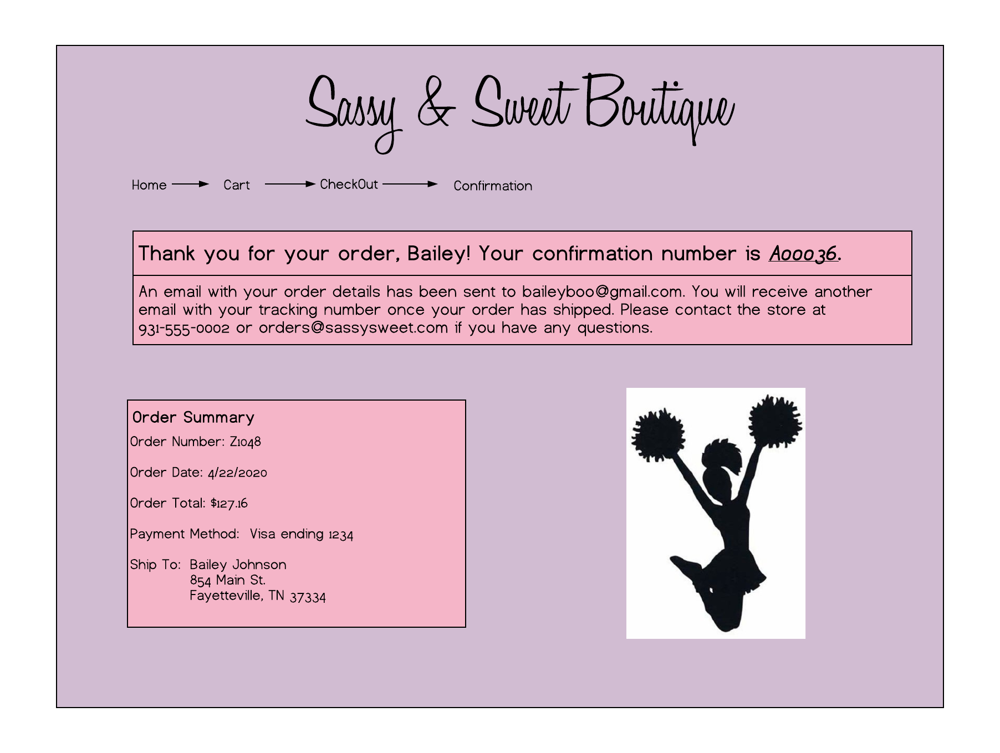 Sassy & Sweet Boutique
Home Cart CheckOut Confirmation
Thank you for your order, Bailey! Your confirmation number is A00036.
An email with your order details has been sent to baileyboo@gmail.com. You will receive another
email with your tracking number once your order has shipped. Please contact the store at
931-555-0002 or orders@sassysweet.com if you have any questions.
Order Summary
Order Number: Z1048
Order Date: 4/22/2020
Order Total: $127.16
Payment Method: Visa ending 1234
Ship To: Bailey Johnson
854 Main St.
Fayetteville, TN 37334